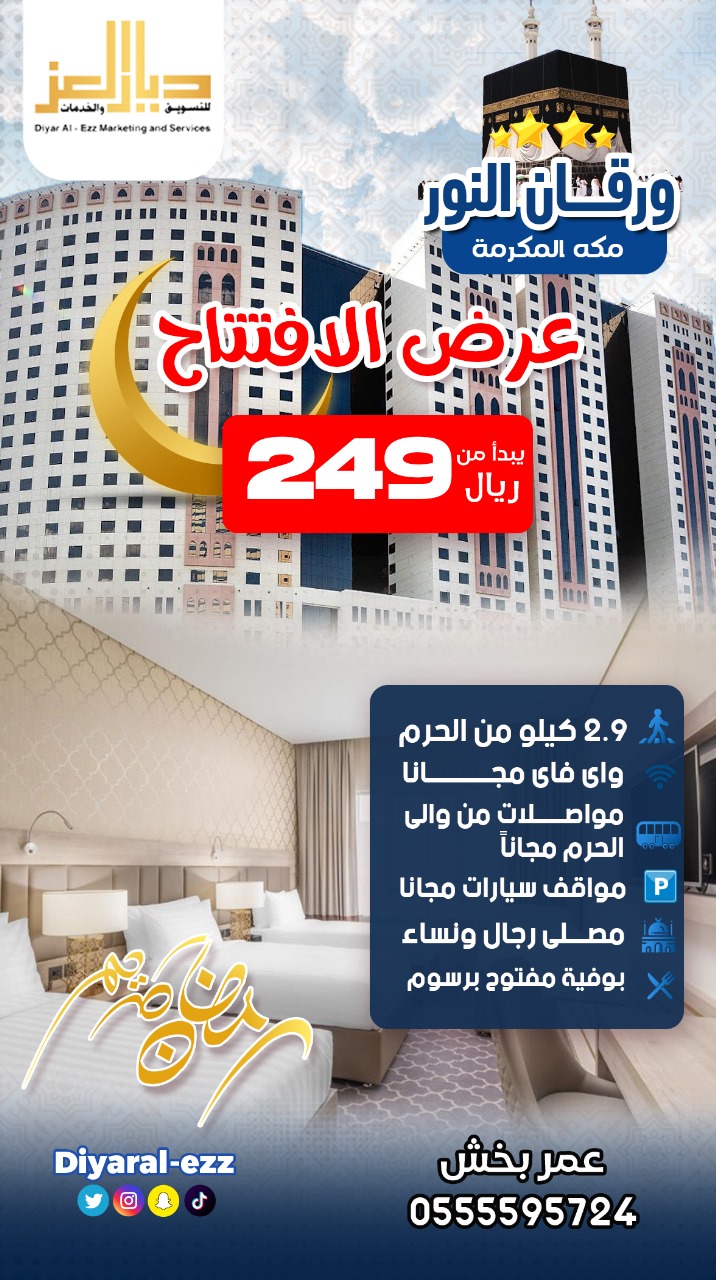 ديار العز
للتسويق والخدمات
Diyar Al - Ezz Marketing and Services
ورقان النور
مكه المكرمة
عرض الافتتاح
يبدأ من
249 ريال
2.9 كيلو من الحرم
واى فاى مجانا
مواصلات من والى
الحرم مجاناً
P مواقف سيارات مجانا
مصلى رجال ونساء
بوفية مفتوح برسوم
رمضان كريم
Diyaral-ezz
عمر بخش
0555595724